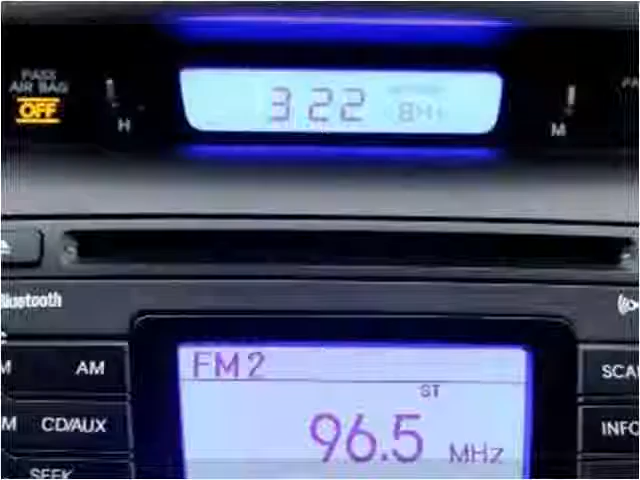 PASS
AIR BAG
OFF
H
3 22
M
Bluetooth
AM
CD/AUX
SEEK
FM2
ST
96.5 MHz
SCAN
INFO